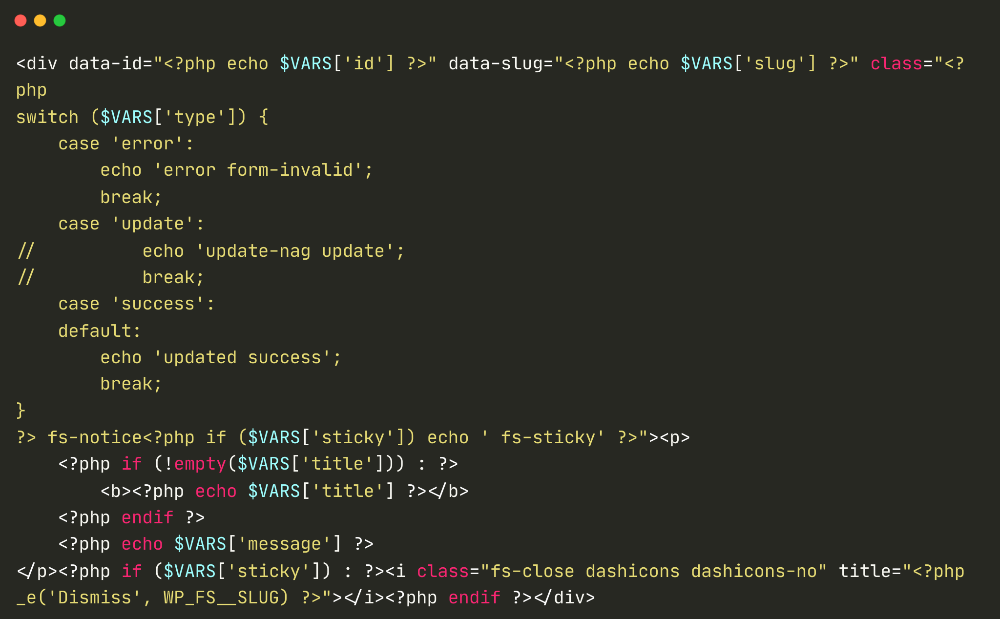 <div data-id="<?php echo $VARS['id'] ?>" data-slug="<?php echo $VARS['slug'] ?>" class="<?
php
switch ($VARS['type']) {
    case 'error':
        echo 'error form-invalid';
        break;
    case 'update':
//          echo 'update-nag update';
//          break;
    case 'success':
    default:
        echo 'updated success';
        break;
}
?> fs-notice<?php if ($VARS['sticky']) echo ' fs-sticky' ?>"><p>
    <?php if (!empty($VARS['title'])) : ?>
        <b><?php echo $VARS['title'] ?></b>
    <?php endif ?>
    <?php echo $VARS['message'] ?>
</p><?php if ($VARS['sticky']) : ?><i class="fs-close dashicons dashicons-no" title="<?php
_e('Dismiss', WP_FS__SLUG) ?>"></i><?php endif ?></div>